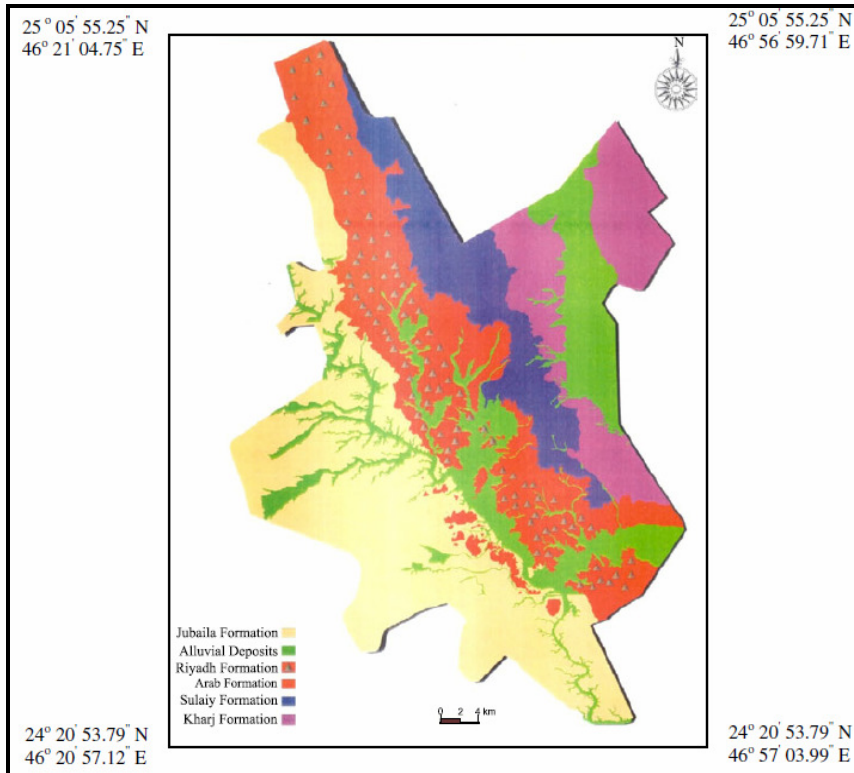 25° 05' 55.25" N
46° 21' 04.75" E
25° 05' 55.25" N
46° 56' 59.71" E
N
Jubaila Formation
Alluvial Deposits
Riyadh Formation
Arab Formation
Sulaiy Formation
Kharj Formation
0 2 4 km
24° 20' 53.79" N
46° 20' 57.12" E
24° 20' 53.79" N
46° 57' 03.99" E